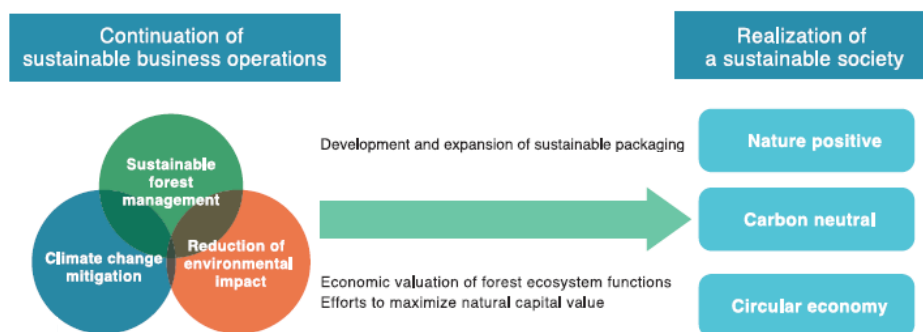 Continuation of
sustainable business operations
Realization of
a sustainable society
Sustainable
forest
management
Climate change
mitigation
Reduction of
environmental
impact
Development and expansion of sustainable packaging
Economic valuation of forest ecosystem functions
Efforts to maximize natural capital value
Nature positive
Carbon neutral
Circular economy